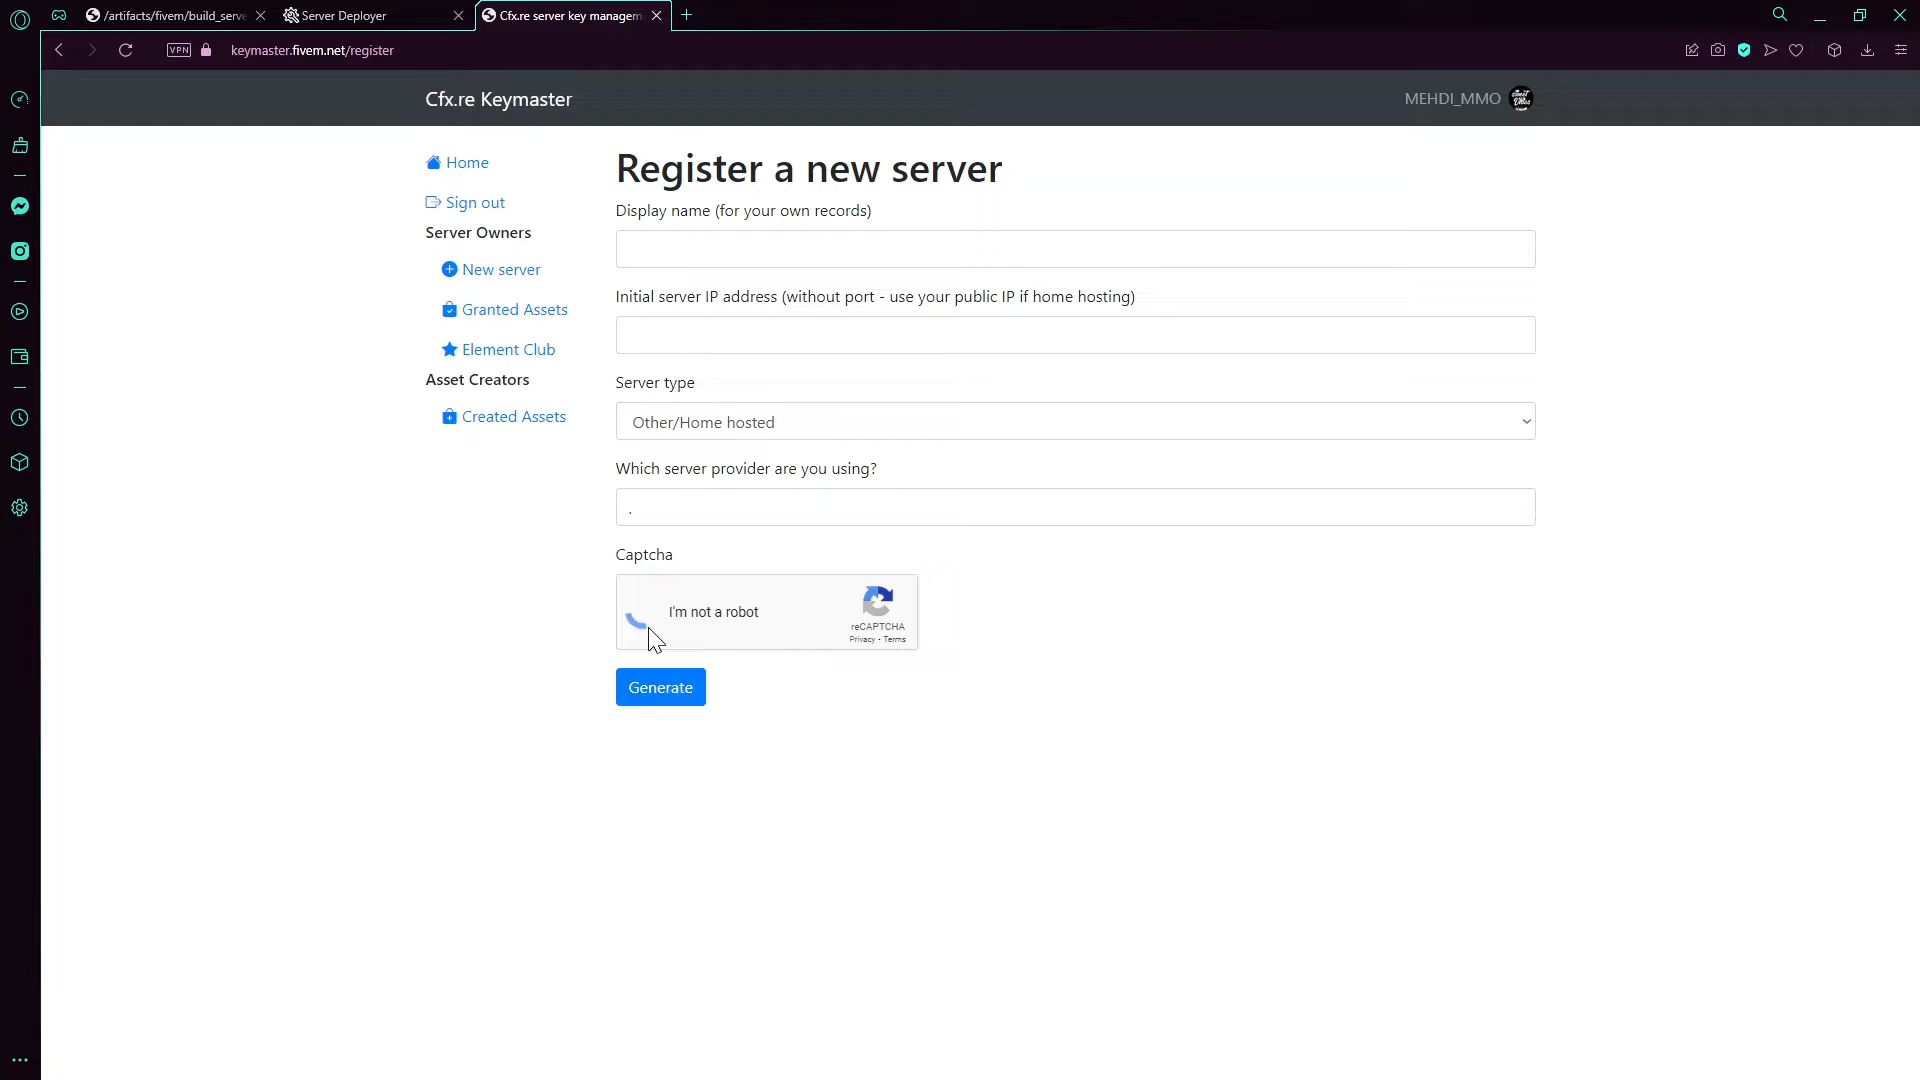 /artifacts/fivem/build_serve
Server Deployer
Cfx.re server key managem
VPN
keymaster.fivem.net/register
Cfx.re Keymaster
MEHDI_MMO
Home
Sign out
Server Owners
New server
Granted Assets
Element Club
Asset Creators
Created Assets
Register a new server
Display name (for your own records)
Initial server IP address (without port - use your public IP if home hosting)
Server type
Other/Home hosted
Which server provider are you using?
.
Captcha
I'm not a robot
reCAPTCHA
Privacy - Terms
Generate